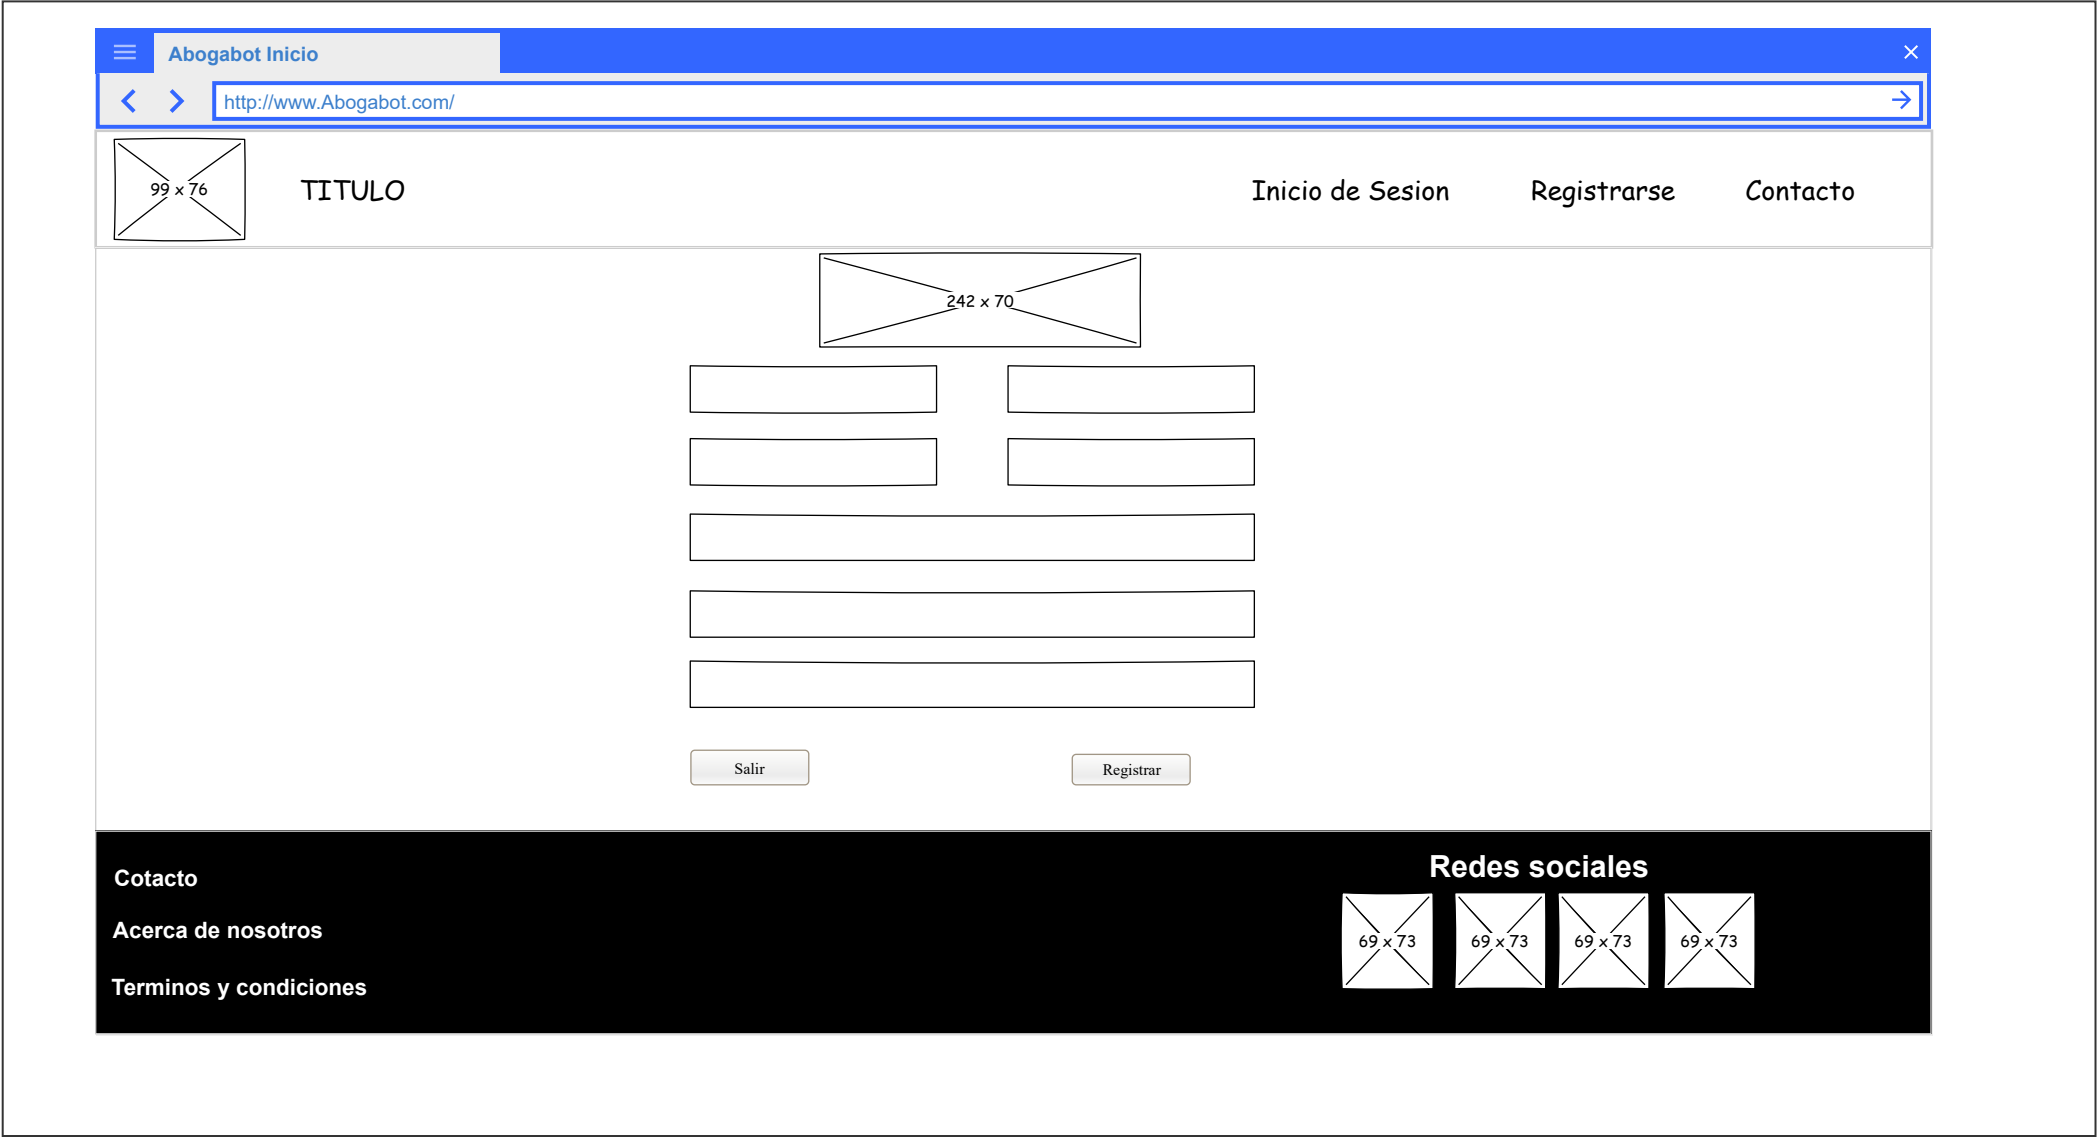 Abogabot Inicio
http://www.Abogabot.com/
99 x 76
TITULO
Inicio de Sesion
Registrarse
Contacto
242 x 70
Salir
Registrar
Cotacto
Acerca de nosotros
Terminos y condiciones
Redes sociales
69 x 73
69 x 73
69 x 73
69 x 73